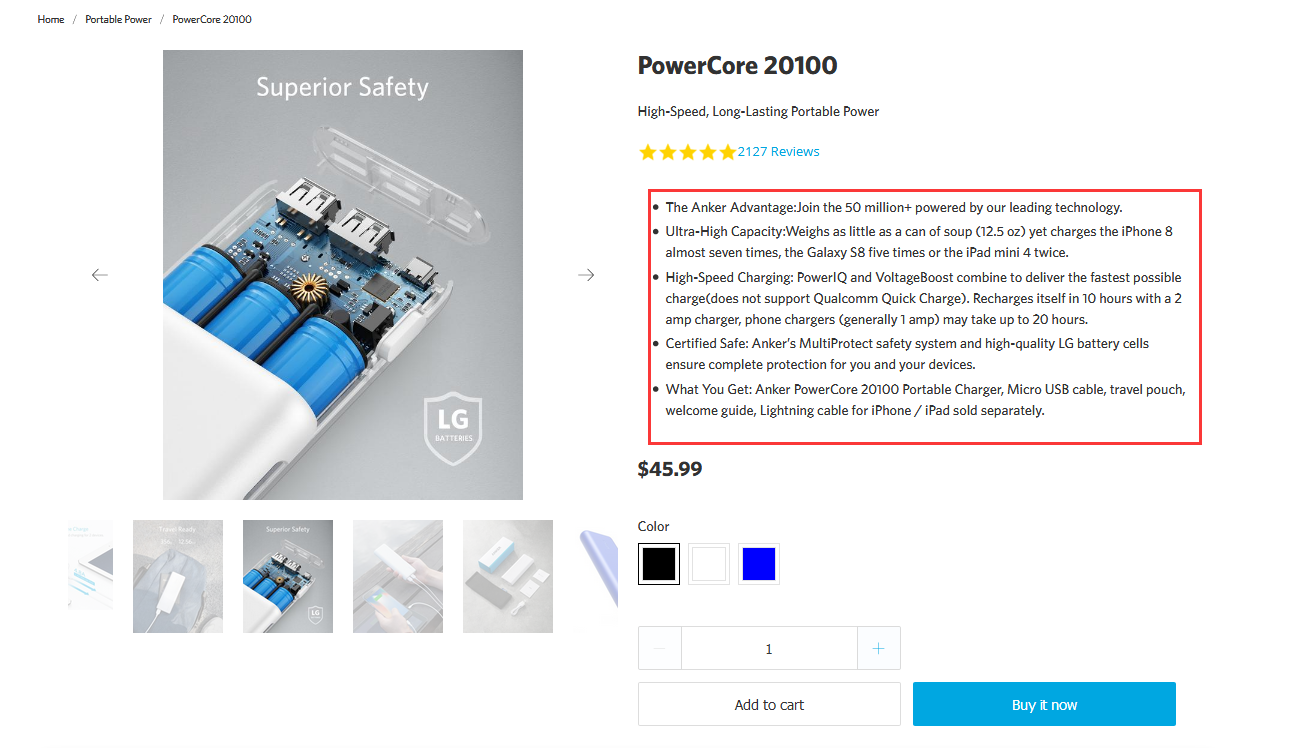 Home / Portable Power / PowerCore 20100
Superior Safety
LG
BATTERIES
PowerCore 20100
High-Speed, Long-Lasting Portable Power
2127 Reviews
The Anker Advantage:Join the 50 million+ powered by our leading technology.
Ultra-High Capacity:Weighs as little as a can of soup (12.5 oz) yet charges the iPhone 8
almost seven times, the Galaxy S8 five times or the iPad mini 4 twice.
High-Speed Charging: PowerIQ and VoltageBoost combine to deliver the fastest possible
charge(does not support Qualcomm Quick Charge). Recharges itself in 10 hours with a 2
amp charger, phone chargers (generally 1 amp) may take up to 20 hours.
Certified Safe: Anker’s MultiProtect safety system and high-quality LG battery cells
ensure complete protection for you and your devices.
What You Get: Anker PowerCore 20100 Portable Charger, Micro USB cable, travel pouch,
welcome guide, Lightning cable for iPhone / iPad sold separately.
$45.99
Color
1
Add to cart
Buy it now
Travel Ready
Superior Safety
LG